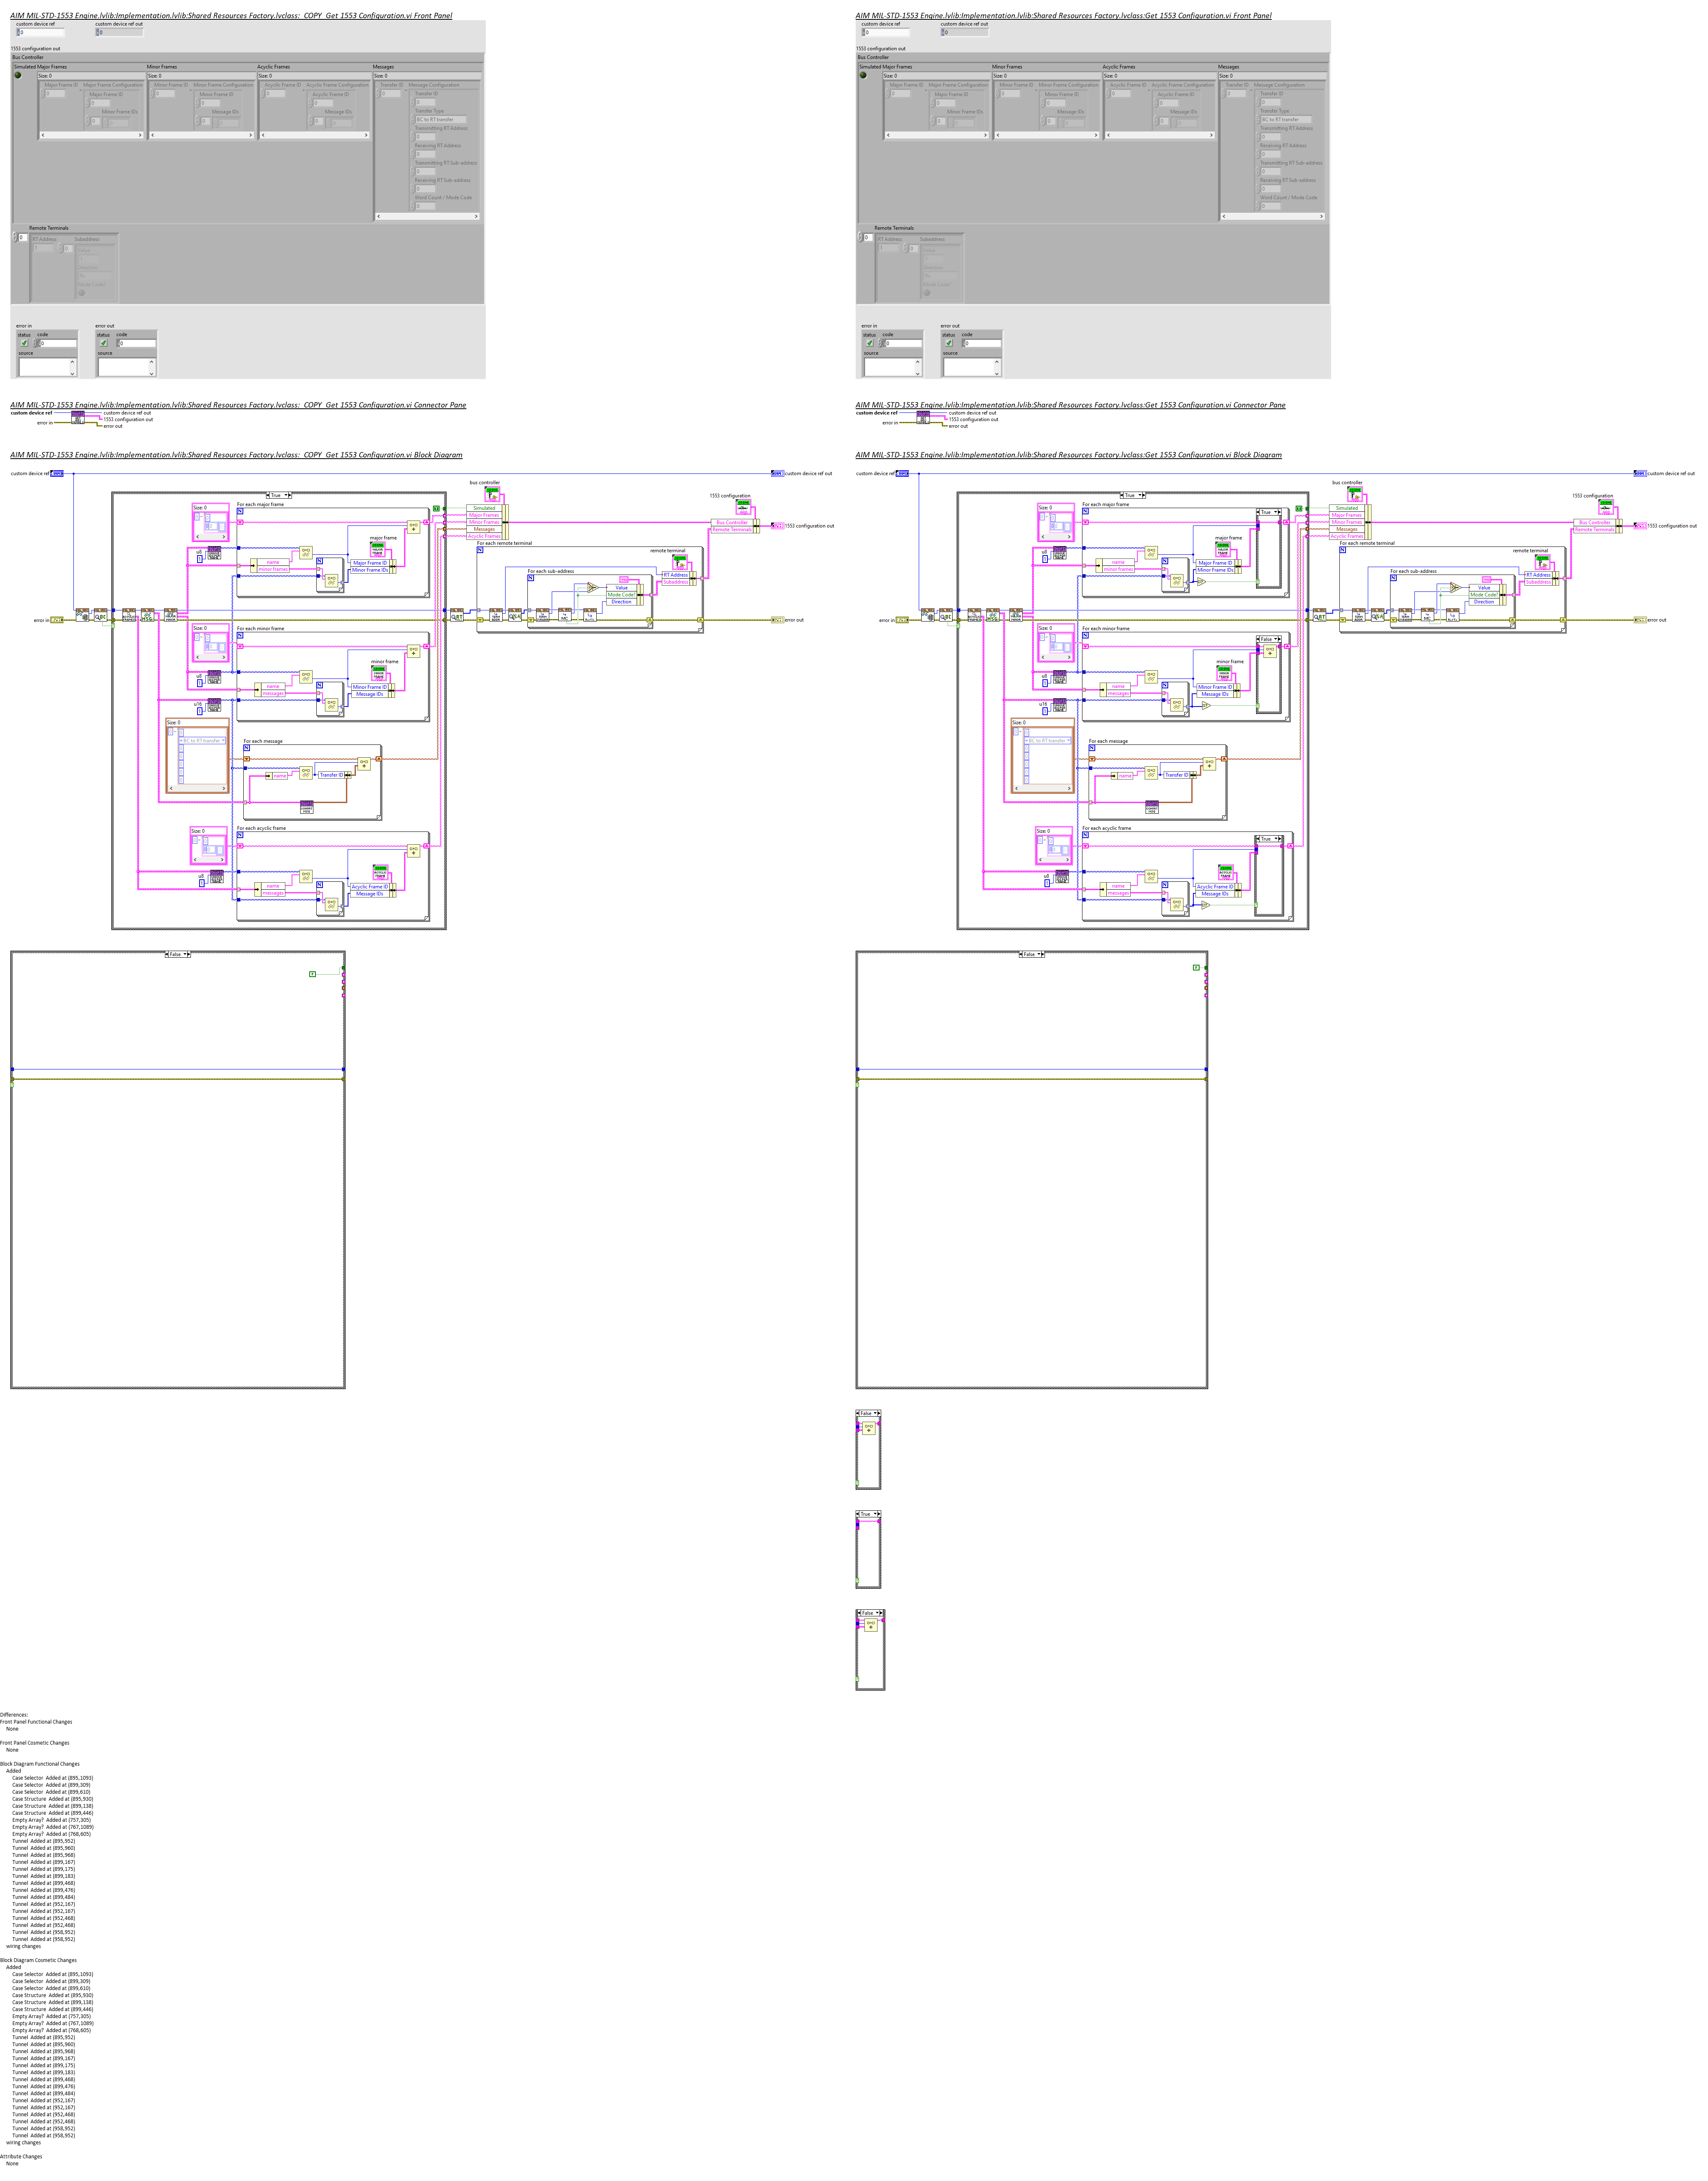 AIM MIL-STD-1553 Engine.lvlib:Implementation.lvlib:Shared Resources Factory.lvclass:_COPY_Get 1553 Configuration.vi Front Panel
custom device ref
custom device ref out
1553 configuration out
Bus Controller
Simulated Major Frames
Minor Frames
Acyclic Frames
Messages
Size: 0
Size: 0
Size: 0
Size: 0
Major Frame ID
Major Frame Configuration
Minor Frame ID
Minor Frame Configuration
Acyclic Frame ID
Acyclic Frame Configuration
Transfer ID
Message Configuration
Major Frame ID
Minor Frame ID
Acyclic Frame ID
Transfer ID
Minor Frame IDs
Message IDs
Message IDs
Transfer Type
BC to RT transfer
Transmitting RT Address
Receiving RT Address
Transmitting RT Sub-address
Receiving RT Sub-address
Word Count / Mode Code
Remote Terminals
RT Address
Subaddress
Mode Code?
error in
error out
status
code
status
code
source
source
AIM MIL-STD-1553 Engine.lvlib:Implementation.lvlib:Shared Resources Factory.lvclass:_COPY_Get 1553 Configuration.vi Connector Pane
custom device ref
custom device ref out
1553 configuration out
error in
error out
AIM MIL-STD-1553 Engine.lvlib:Implementation.lvlib:Shared Resources Factory.lvclass:_COPY_Get 1553 Configuration.vi Block Diagram
custom device ref
custom device ref out
bus controller
1553 configuration
True
For each major frame
Size: 0
Simulated
Major Frames
Minor Frames
Messages
Acyclic Frames
Bus Controller
Remote Terminals
1553 configuration out
major frame
u8
name
minor frames
Major Frame ID
Minor Frame IDs
For each remote terminal
remote terminal
For each sub-address
RT Address
Subaddress
Value
Mode Code?
Direction
error in
error out
For each minor frame
Size: 0
minor frame
u8
name
messages
Minor Frame ID
Message IDs
u16
Size: 0
BC to RT transfer
For each message
name
Transfer ID
For each acyclic frame
Size: 0
u8
name
messages
Acyclic Frame ID
Message IDs
False
AIM MIL-STD-1553 Engine.lvlib:Implementation.lvlib:Shared Resources Factory.lvclass:Get 1553 Configuration.vi Front Panel
custom device ref
custom device ref out
1553 configuration out
Bus Controller
Simulated Major Frames
Minor Frames
Acyclic Frames
Messages
Size: 0
Size: 0
Size: 0
Size: 0
Major Frame ID
Major Frame Configuration
Minor Frame ID
Minor Frame Configuration
Acyclic Frame ID
Acyclic Frame Configuration
Transfer ID
Message Configuration
Major Frame ID
Minor Frame ID
Acyclic Frame ID
Transfer ID
Minor Frame IDs
Message IDs
Message IDs
Transfer Type
BC to RT transfer
Transmitting RT Address
Receiving RT Address
Transmitting RT Sub-address
Receiving RT Sub-address
Word Count / Mode Code
Remote Terminals
RT Address
Subaddress
Mode Code?
error in
error out
status
code
status
code
source
source
AIM MIL-STD-1553 Engine.lvlib:Implementation.lvlib:Shared Resources Factory.lvclass:Get 1553 Configuration.vi Connector Pane
custom device ref
custom device ref out
1553 configuration out
error in
error out
AIM MIL-STD-1553 Engine.lvlib:Implementation.lvlib:Shared Resources Factory.lvclass:Get 1553 Configuration.vi Block Diagram
custom device ref
custom device ref out
bus controller
1553 configuration
True
For each major frame
Size: 0
True
Simulated
Major Frames
Minor Frames
Messages
Acyclic Frames
Bus Controller
Remote Terminals
1553 configuration out
major frame
u8
name
minor frames
Major Frame ID
Minor Frame IDs
For each remote terminal
remote terminal
For each sub-address
RT Address
Subaddress
Value
Mode Code?
Direction
error in
error out
For each minor frame
Size: 0
False
minor frame
u8
name
messages
Minor Frame ID
Message IDs
u16
Size: 0
BC to RT transfer
For each message
name
Transfer ID
For each acyclic frame
Size: 0
True
u8
name
messages
Acyclic Frame ID
Message IDs
False
False
True
False
Differences:
Front Panel Functional Changes
None
Front Panel Cosmetic Changes
None
Block Diagram Functional Changes
Added
Case Selector Added at (895,1093)
Case Selector Added at (899,309)
Case Selector Added at (899,610)
Case Structure Added at (895,930)
Case Structure Added at (899,138)
Case Structure Added at (899,446)
Empty Array? Added at (757,305)
Empty Array? Added at (767,1089)
Empty Array? Added at (768,605)
Tunnel Added at (895,952)
Tunnel Added at (895,960)
Tunnel Added at (895,968)
Tunnel Added at (899,167)
Tunnel Added at (899,175)
Tunnel Added at (899,183)
Tunnel Added at (899,468)
Tunnel Added at (899,476)
Tunnel Added at (899,484)
Tunnel Added at (952,167)
Tunnel Added at (952,167)
Tunnel Added at (952,468)
Tunnel Added at (952,468)
Tunnel Added at (958,952)
Tunnel Added at (958,952)
wiring changes
Block Diagram Cosmetic Changes
Added
Case Selector Added at (895,1093)
Case Selector Added at (899,309)
Case Selector Added at (899,610)
Case Structure Added at (895,930)
Case Structure Added at (899,138)
Case Structure Added at (899,446)
Empty Array? Added at (757,305)
Empty Array? Added at (767,1089)
Empty Array? Added at (768,605)
Tunnel Added at (895,952)
Tunnel Added at (895,960)
Tunnel Added at (895,968)
Tunnel Added at (899,167)
Tunnel Added at (899,175)
Tunnel Added at (899,183)
Tunnel Added at (899,468)
Tunnel Added at (899,476)
Tunnel Added at (899,484)
Tunnel Added at (952,167)
Tunnel Added at (952,167)
Tunnel Added at (952,468)
Tunnel Added at (952,468)
Tunnel Added at (958,952)
Tunnel Added at (958,952)
wiring changes
Attribute Changes
None